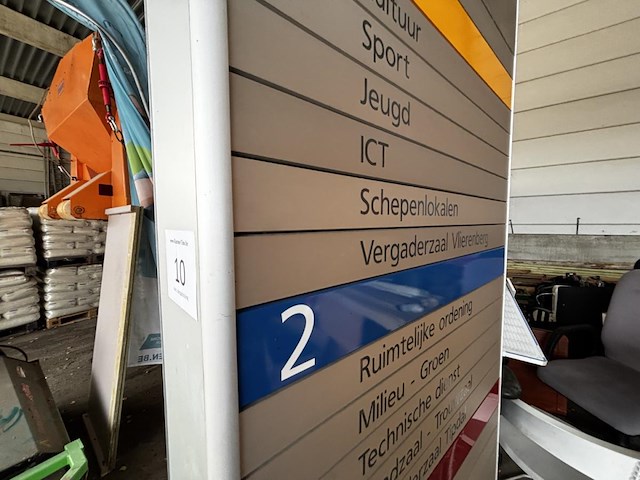 Sport
Jeugd
ICT
Schepenlokalen
Vergaderzaal Vlierenberg
10
2
Ruimtelijke ordening
Milieu - Groen
Technische dienst